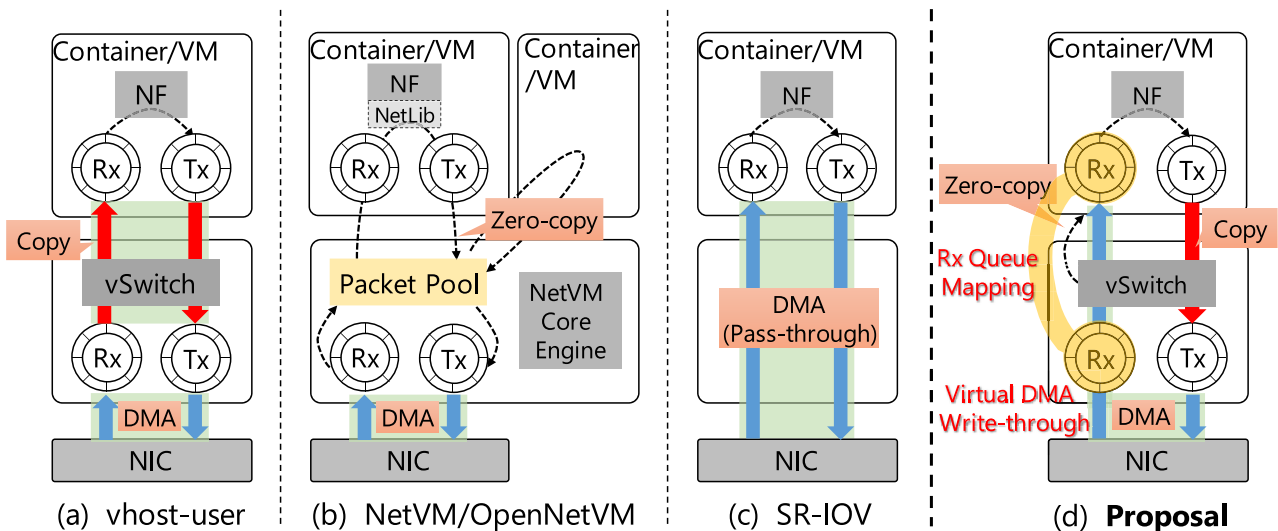 Container/VM
NF
Rx
Tx
Copy
vSwitch
Rx
Tx
DMA
NIC
(a) vhost-user
Container/VM
NF
NetLib
Rx
Tx
Container
/VM
Zero-copy
Packet Pool
NetVM
Core
Engine
Rx
Tx
DMA
NIC
(b) NetVM/OpenNetVM
Container/VM
NF
Rx
Tx
DMA
(Pass-through)
NIC
(c) SR-IOV
Container/VM
NF
Rx
Tx
Zero-copy
Copy
Rx Queue
Mapping
vSwitch
Rx
Tx
Virtual DMA
Write-through
DMA
NIC
(d) Proposal